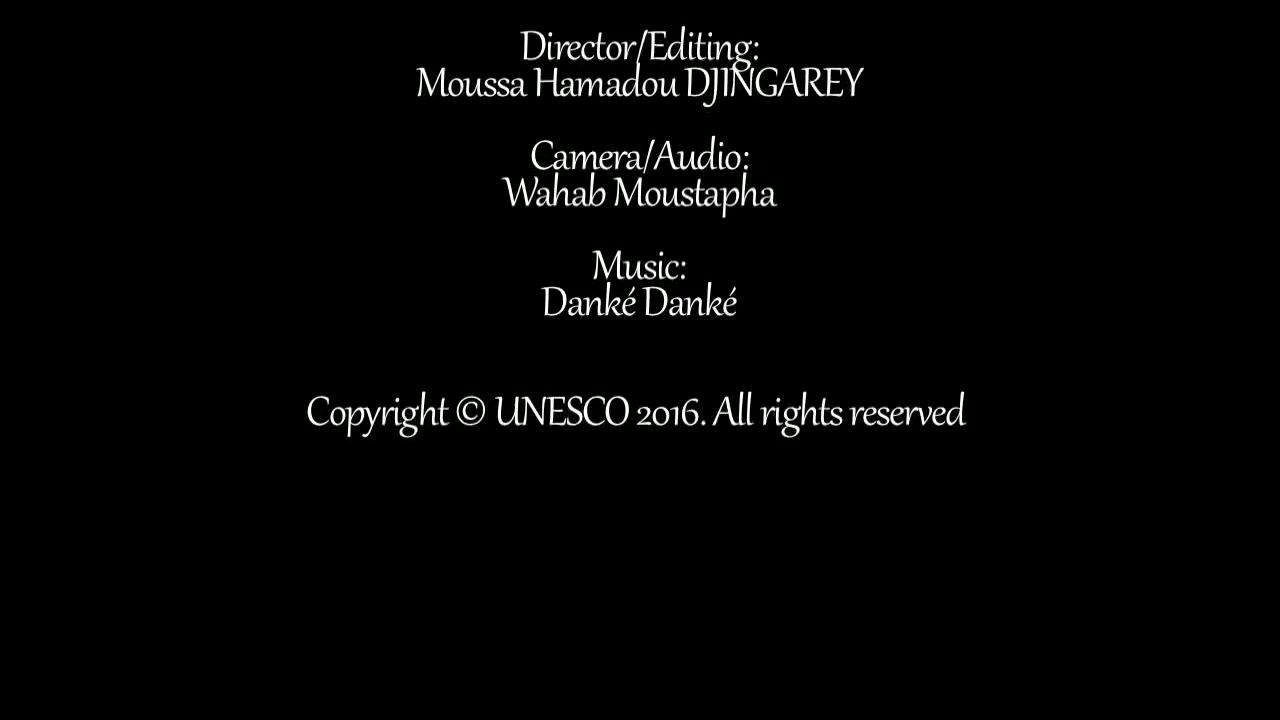 Director/Editing:
Moussa Hamadou DJINGAREY
Camera/Audio:
Wahab Moustapha
Music:
Danké Danké
Copyright © UNESCO 2016. All rights reserved